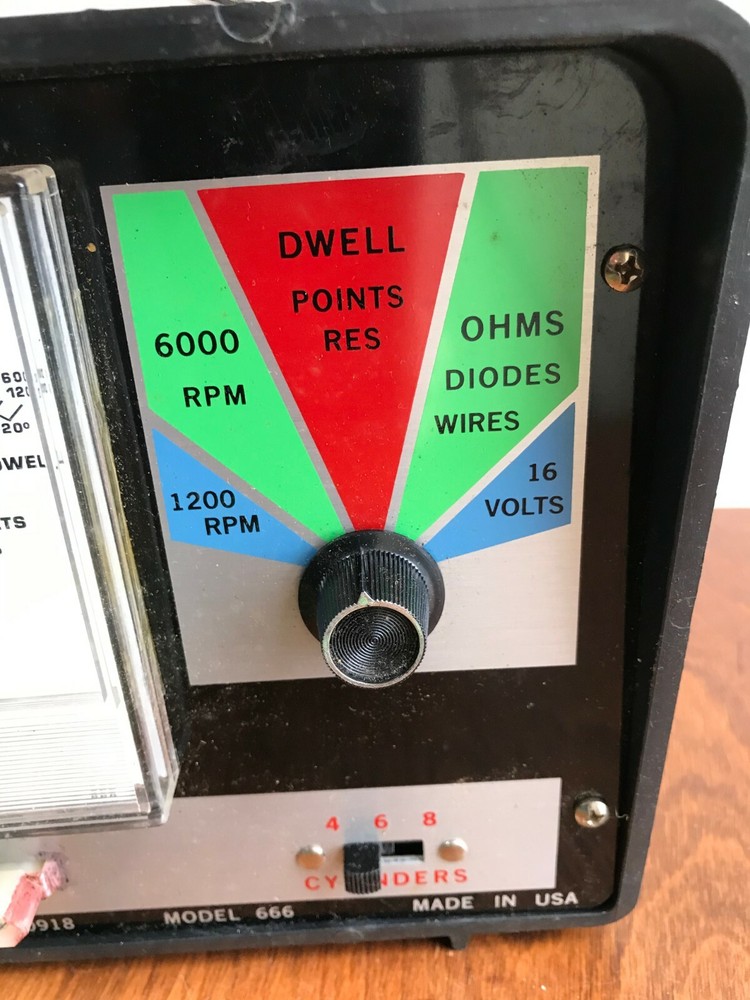 DWELL
POINTS
RES
6000
RPM
OHMS
DIODES
WIRES
1200
RPM
16
VOLTS
20°
4 6 8
MODEL 666
MADE IN USA